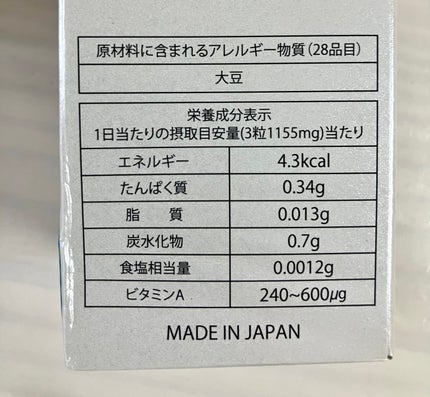 原材料に含まれるアレルギー物質(28品目)
大豆
栄養成分表示
1日当たりの摂取目安量(3粒1155mg)当たり
エネルギー 4.3kcal
たんぱく質 0.34g
脂 質 0.013g
炭水化物 0.7g
食塩相当量 0.0012g
ビタミンA 240~600μg
MADE IN JAPAN